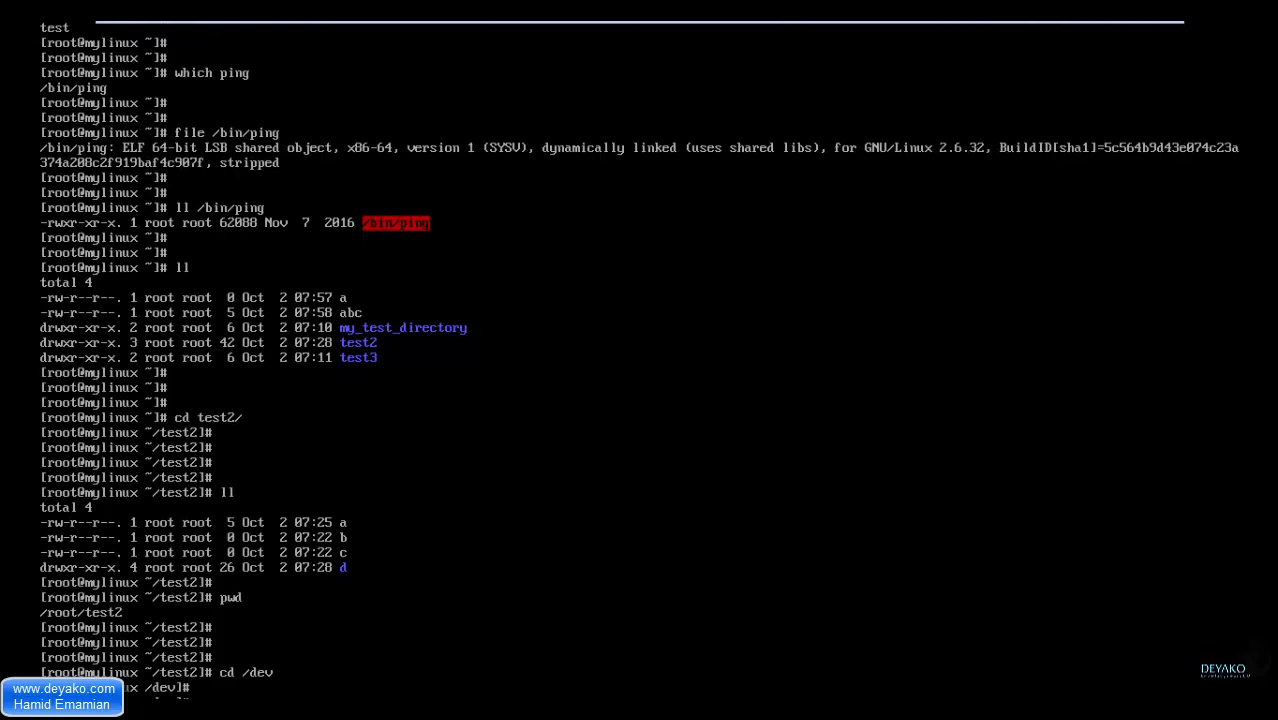 test
[root@mylinux ~]#
[root@mylinux ~]#
[root@mylinux ~]# which ping
/bin/ping
[root@mylinux ~]#
[root@mylinux ~]#
[root@mylinux ~]# file /bin/ping
/bin/ping: ELF 64-bit LSB shared object, x86-64, version 1 (SYSV), dynamically linked (uses shared libs), for GNU/Linux 2.6.32, BuildID[sha1]=5c564b9d43e074c23a
374a208c2f919baf4c907f, stripped
[root@mylinux ~]#
[root@mylinux ~]#
[root@mylinux ~]# ll /bin/ping
-rwxr-xr-x. 1 root root 62088 Nov  7  2016 /bin/ping
[root@mylinux ~]#
[root@mylinux ~]#
[root@mylinux ~]# ll
total 4
-rw-r--r--. 1 root root  0 Oct  2 07:57 a
-rw-r--r--. 1 root root  5 Oct  2 07:58 abc
drwxr-xr-x. 2 root root  6 Oct  2 07:10 my_test_directory
drwxr-xr-x. 3 root root 42 Oct  2 07:28 test2
drwxr-xr-x. 2 root root  6 Oct  2 07:11 test3
[root@mylinux ~]#
[root@mylinux ~]#
[root@mylinux ~]#
[root@mylinux ~]# cd test2/
[root@mylinux ~/test2]#
[root@mylinux ~/test2]#
[root@mylinux ~/test2]#
[root@mylinux ~/test2]#
[root@mylinux ~/test2]# ll
total 4
-rw-r--r--. 1 root root  5 Oct  2 07:25 a
-rw-r--r--. 1 root root  0 Oct  2 07:22 b
-rw-r--r--. 1 root root  0 Oct  2 07:22 c
drwxr-xr-x. 4 root root 26 Oct  2 07:28 d
[root@mylinux ~/test2]#
[root@mylinux ~/test2]# pwd
/root/test2
[root@mylinux ~/test2]#
[root@mylinux ~/test2]#
[root@mylinux ~/test2]#
[root@mylinux ~/test2]# cd /dev
x /dev]#
www.deyako.com
Hamid Emamian
DEYAKO